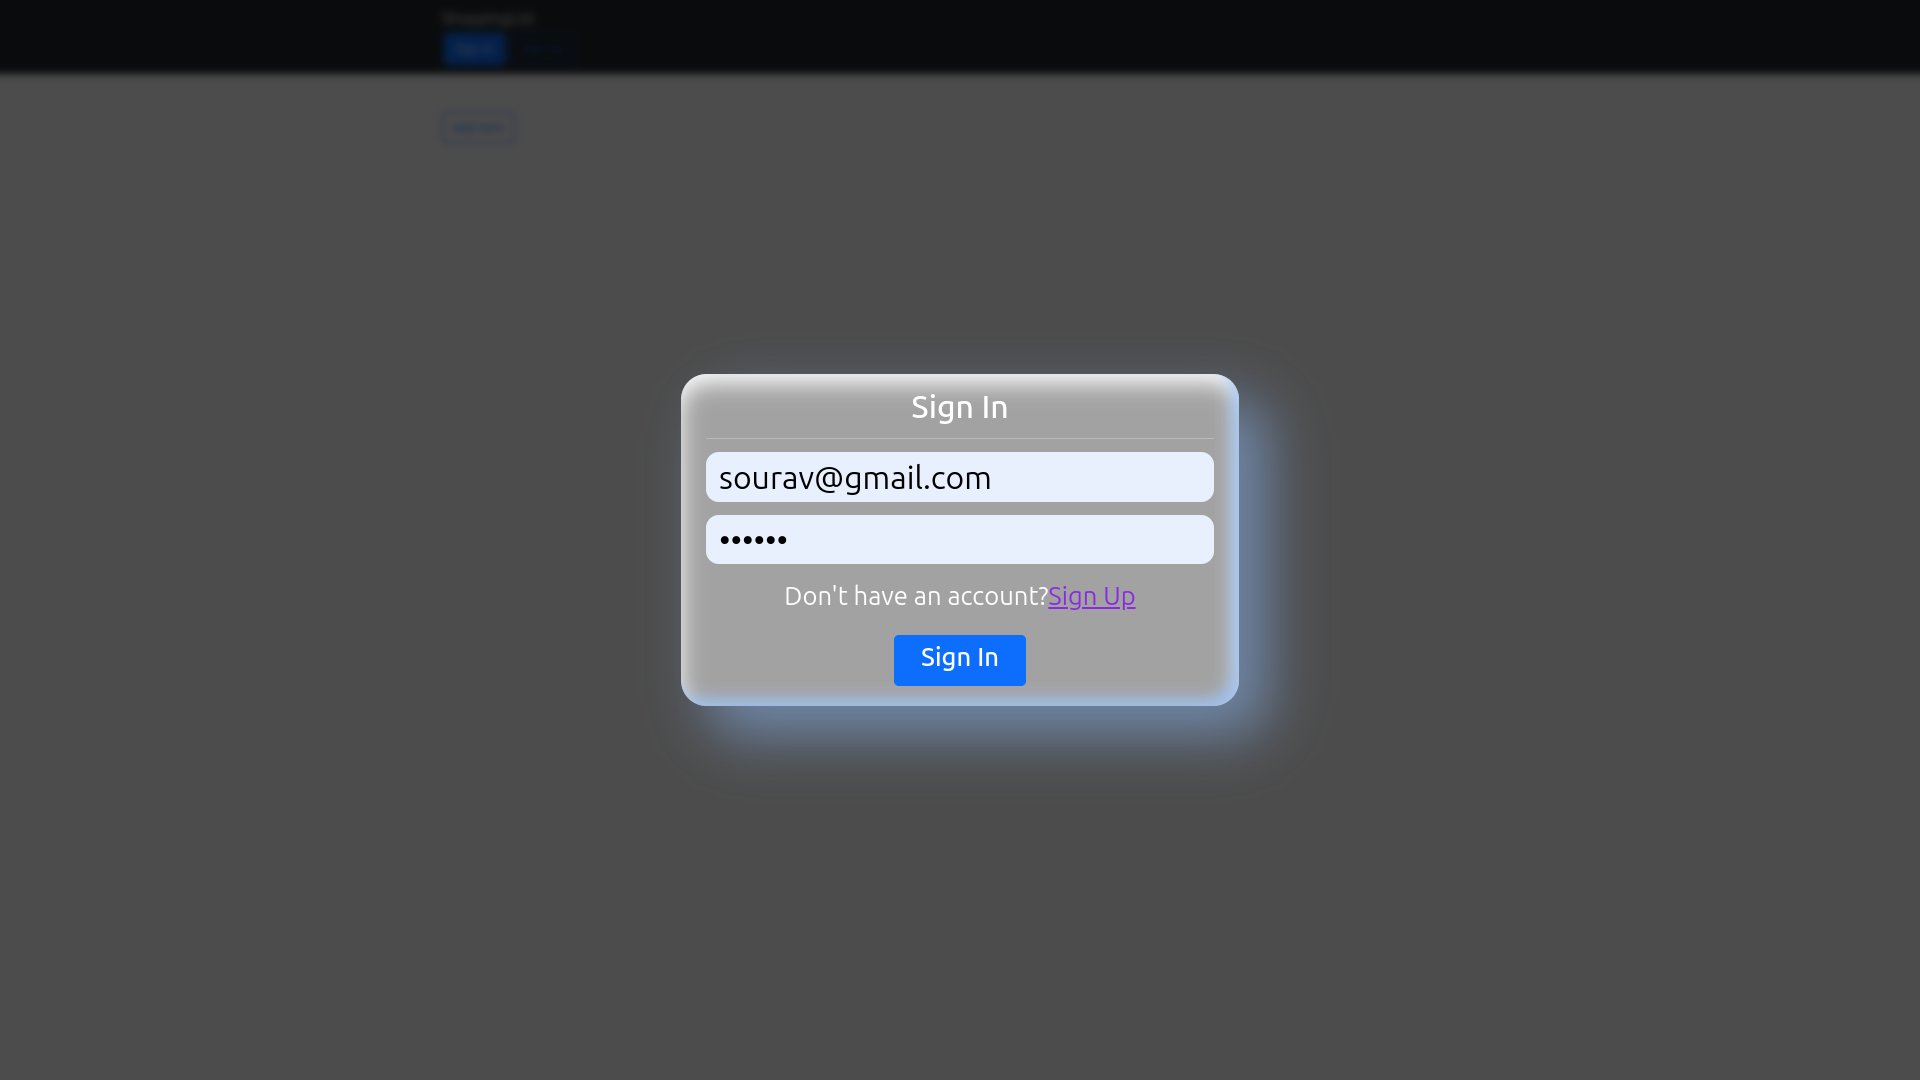 Sign In
sourav@gmail.com
••••••
Don't have an account?Sign Up
Sign In